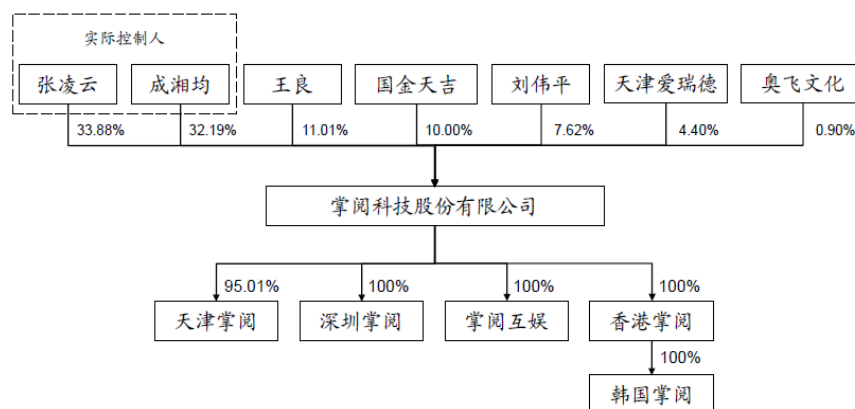 实际控制人
张凌云 成湘均 王良 国金天吉 刘伟平 天津爱瑞德 奥飞文化
33.88% 32.19% 11.01% 10.00% 7.62% 4.40% 0.90%
掌阅科技股份有限公司
95.01% 100% 100% 100%
天津掌阅 深圳掌阅 掌阅互娱 香港掌阅
100%
韩国掌阅